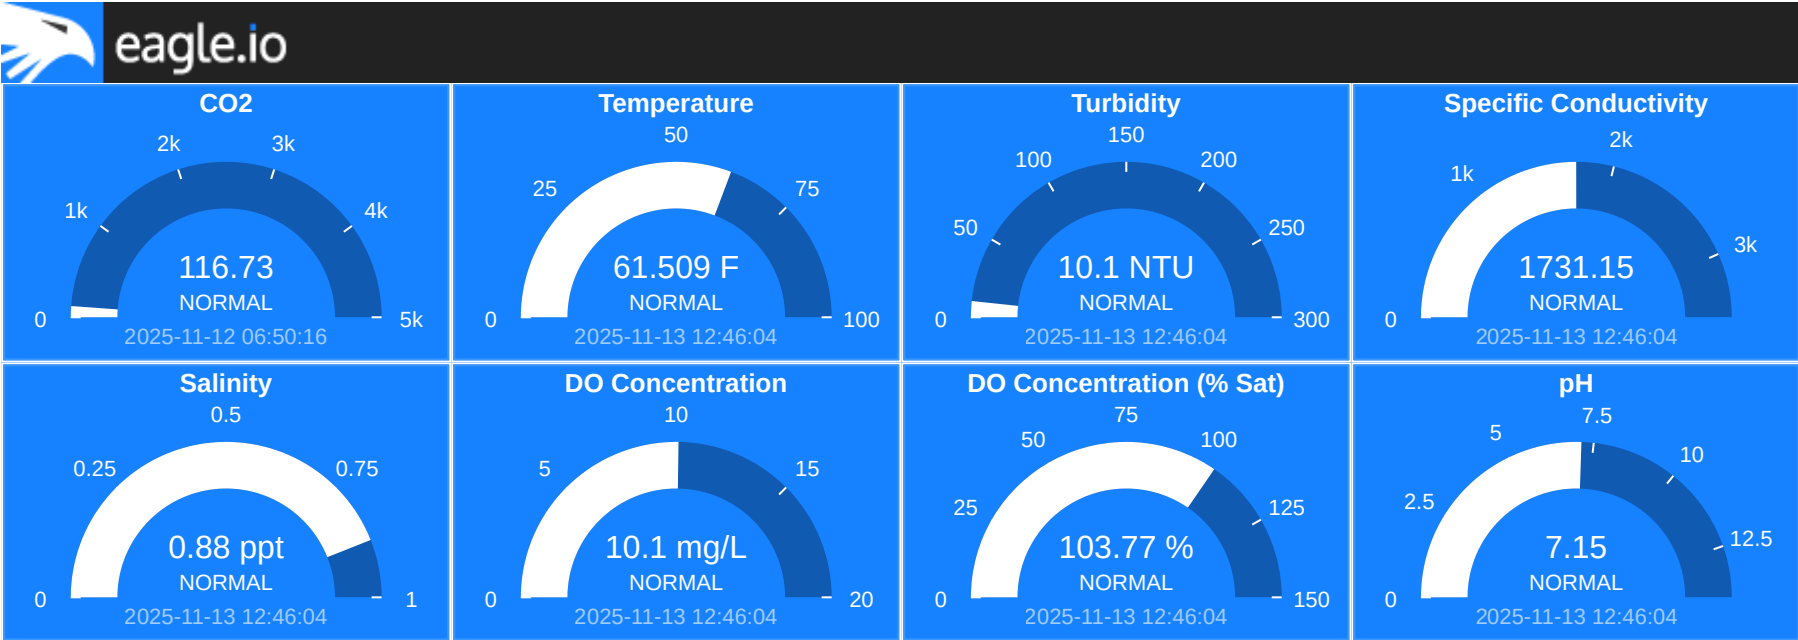 eagle.io
CO2
2k 3k
1k 4k
116.73
NORMAL
0 5k
2025-11-12 06:50:16
Temperature
50
25 75
61.509 F
NORMAL
0 100
2025-11-13 12:46:04
Turbidity
150
100 200
50 250
10.1 NTU
NORMAL
0 300
2025-11-13 12:46:04
Specific Conductivity
2k
1k
3k
1731.15
NORMAL
0
2025-11-13 12:46:04
Salinity
0.5
0.25 0.75
0.88 ppt
NORMAL
0 1
2025-11-13 12:46:04
DO Concentration
10
5 15
10.1 mg/L
NORMAL
0 20
2025-11-13 12:46:04
DO Concentration (% Sat)
75
50 100
25 125
103.77 %
NORMAL
0 150
2025-11-13 12:46:04
pH
7.5
5 10
2.5 12.5
7.15
NORMAL
0
2025-11-13 12:46:04